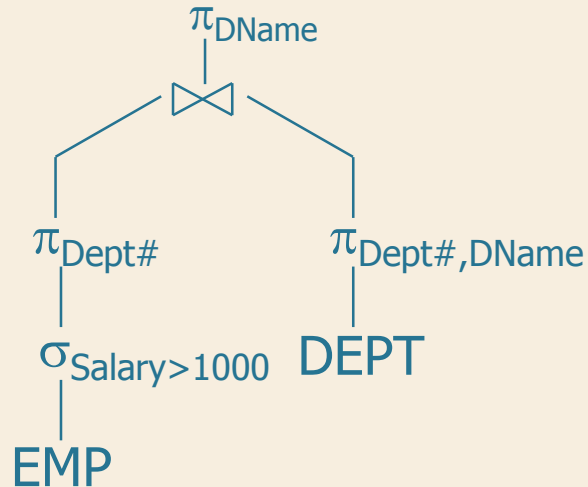 πDName
πDept#
πDept#,DName
σSalary>1000
DEPT
EMP